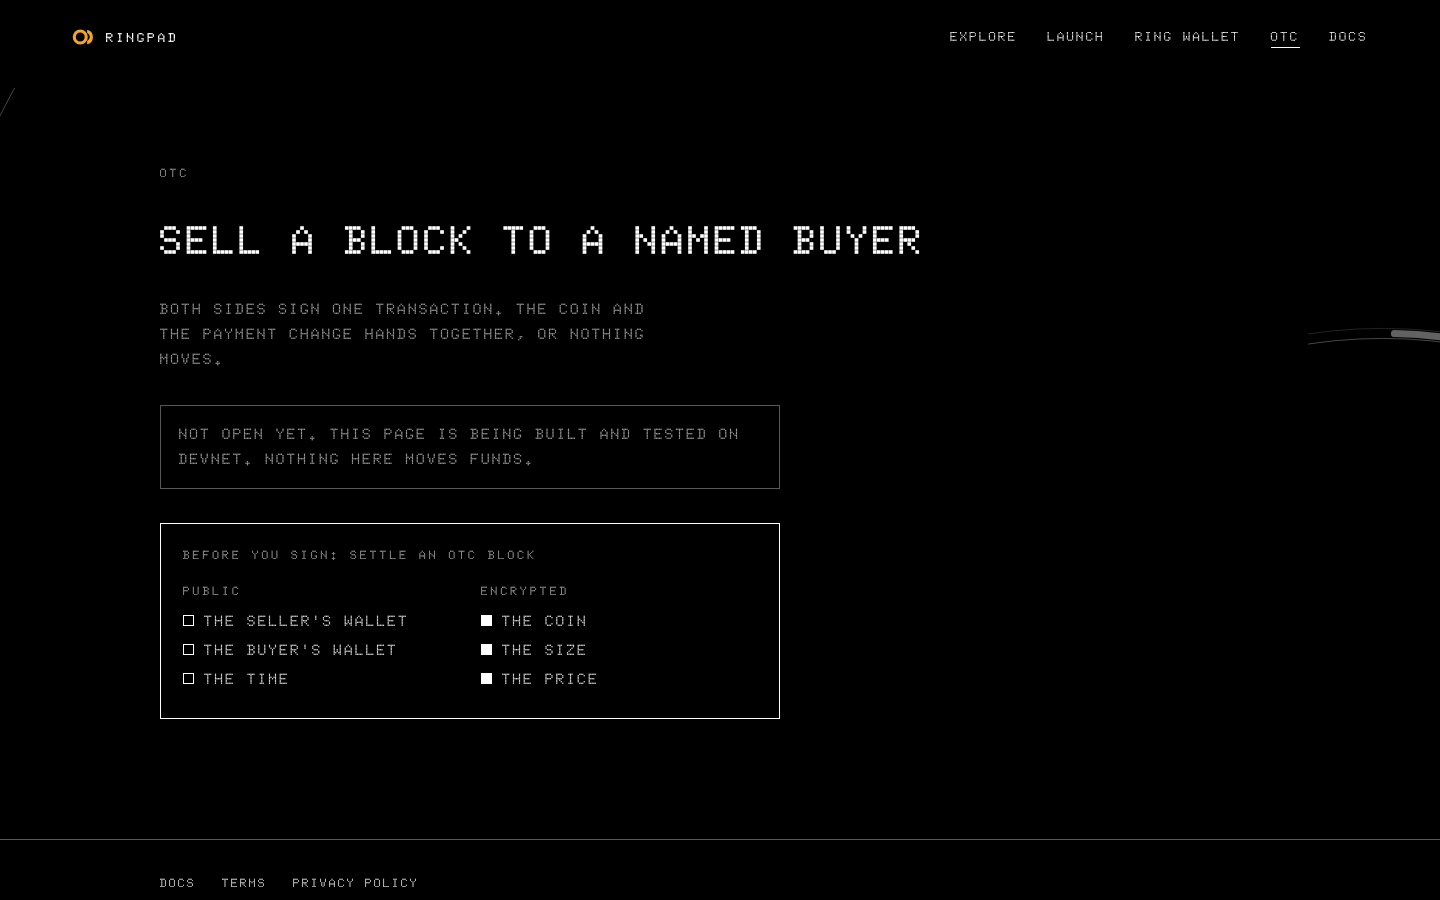 RINGPAD
EXPLORE LAUNCH RING WALLET OTC DOCS
OTC
SELL A BLOCK TO A NAMED BUYER
BOTH SIDES SIGN ONE TRANSACTION. THE COIN AND
THE PAYMENT CHANGE HANDS TOGETHER, OR NOTHING
MOVES.
NOT OPEN YET. THIS PAGE IS BEING BUILT AND TESTED ON
DEVNET. NOTHING HERE MOVES FUNDS.
BEFORE YOU SIGN: SETTLE AN OTC BLOCK
PUBLIC
THE SELLER'S WALLET
THE BUYER'S WALLET
THE TIME
ENCRYPTED
THE COIN
THE SIZE
THE PRICE
DOCS TERMS PRIVACY POLICY